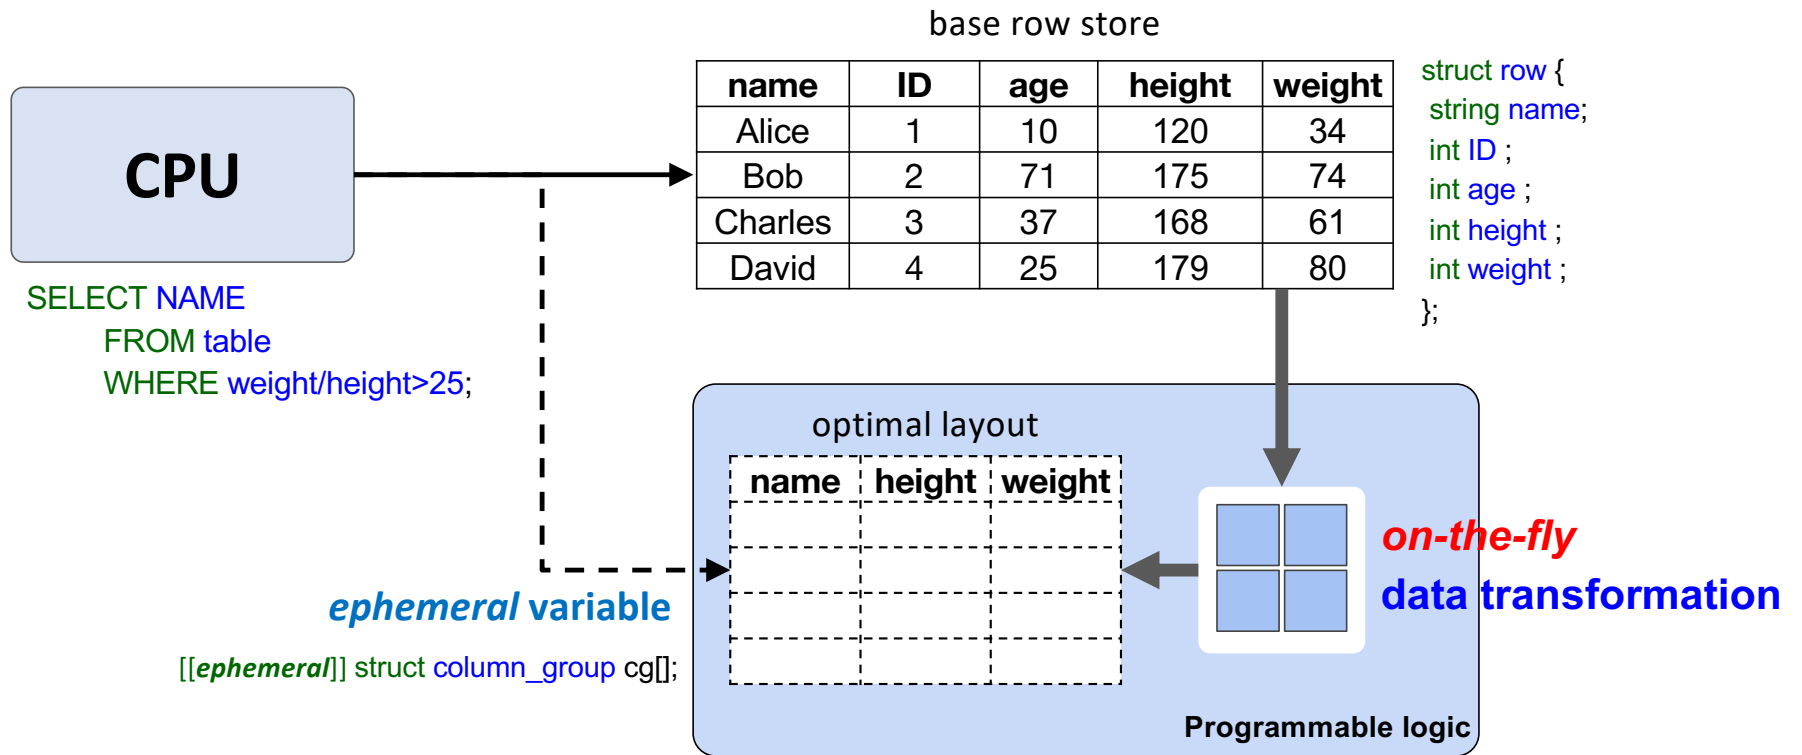 base row store
name ID age height weight
Alice 1 10 120 34
Bob 2 71 175 74
Charles 3 37 168 61
David 4 25 179 80
struct row {
string name;
int ID ;
int age ;
int height ;
int weight ;
};
CPU
SELECT NAME
FROM table
WHERE weight/height>25;
optimal layout
name height weight
on-the-fly
data transformation
ephemeral variable
[[ephemeral]] struct column_group cg[];
Programmable logic